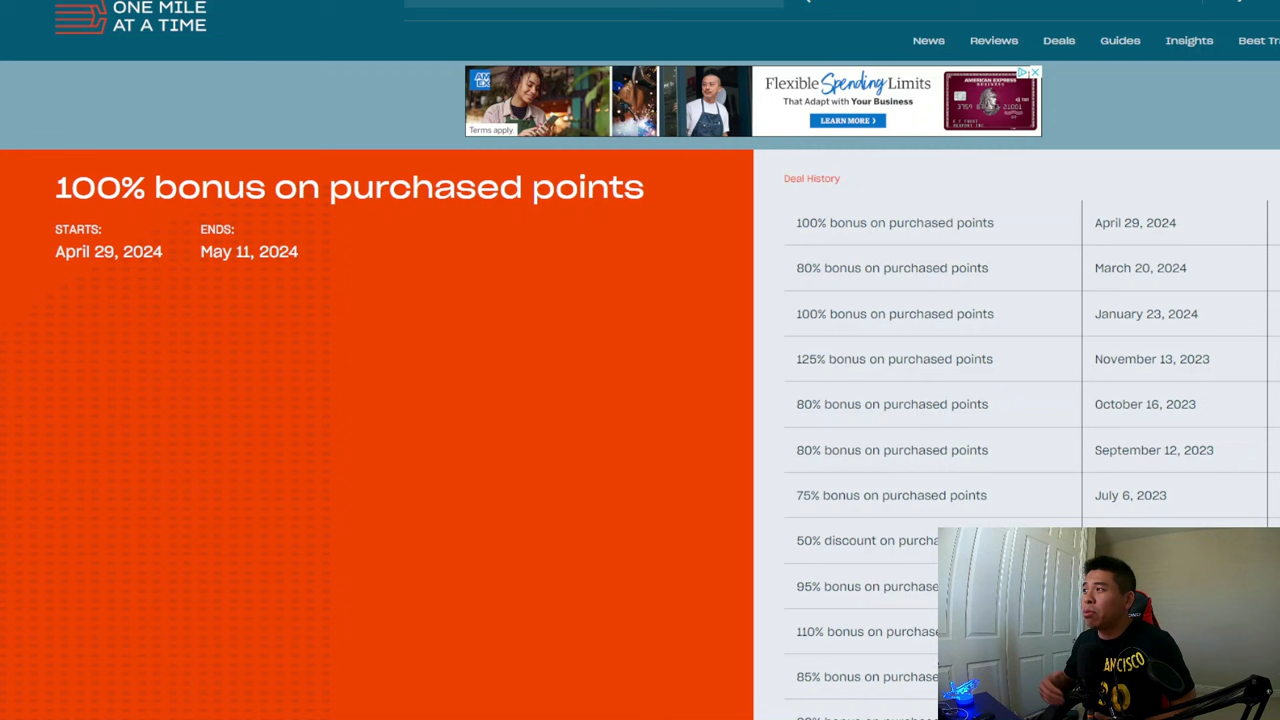 ONE MILE
AT A TIME
News Reviews Deals Guides Insights Best
AM
EX
Terms apply.
Flexible Spending Limits
That Adapt with Your Business
LEARN MORE
AMERICAN EXPRESS
100% bonus on purchased points
STARTS: ENDS:
April 29, 2024 May 11, 2024
Deal History
100% bonus on purchased points April 29, 2024
80% bonus on purchased points March 20, 2024
100% bonus on purchased points January 23, 2024
125% bonus on purchased points November 13, 2023
80% bonus on purchased points October 16, 2023
80% bonus on purchased points September 12, 2023
75% bonus on purchased points July 6, 2023
50% discount on purcha
95% bonus on purchase
110% bonus on purchase
85% bonus on purchase